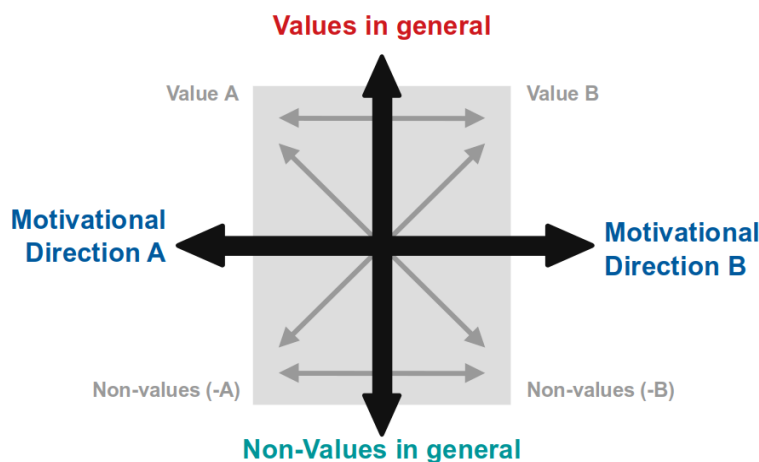 Values in general
Value A
Value B
Motivational
Direction A
Motivational
Direction B
Non-values (-A)
Non-values (-B)
Non-Values in general